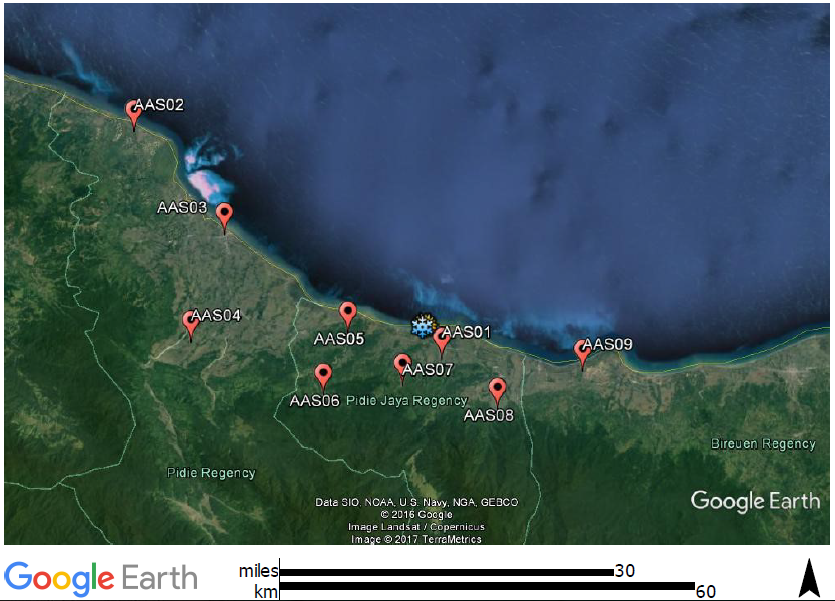 AAS02
AAS03
AAS04
AAS05
AAS01
AAS09
AAS07
AAS06
Pidie Jaya Regency
AAS08
Bireuen Regency
Pidie Regency
Data SIO, NOAA, U.S. Navy, NGA, GEBCO
© 2016 Google
Image Landsat / Copernicus
Image © 2017 TerraMetrics
Google Earth
Google Earth
miles 30
km 60